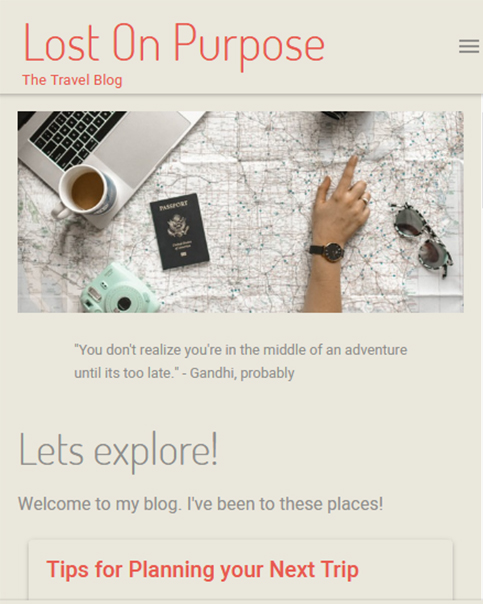 Lost On Purpose
The Travel Blog
PASSPORT
"You don't realize you're in the middle of an adventure
until its too late." - Gandhi, probably
Lets explore!
Welcome to my blog. I've been to these places!
Tips for Planning your Next Trip